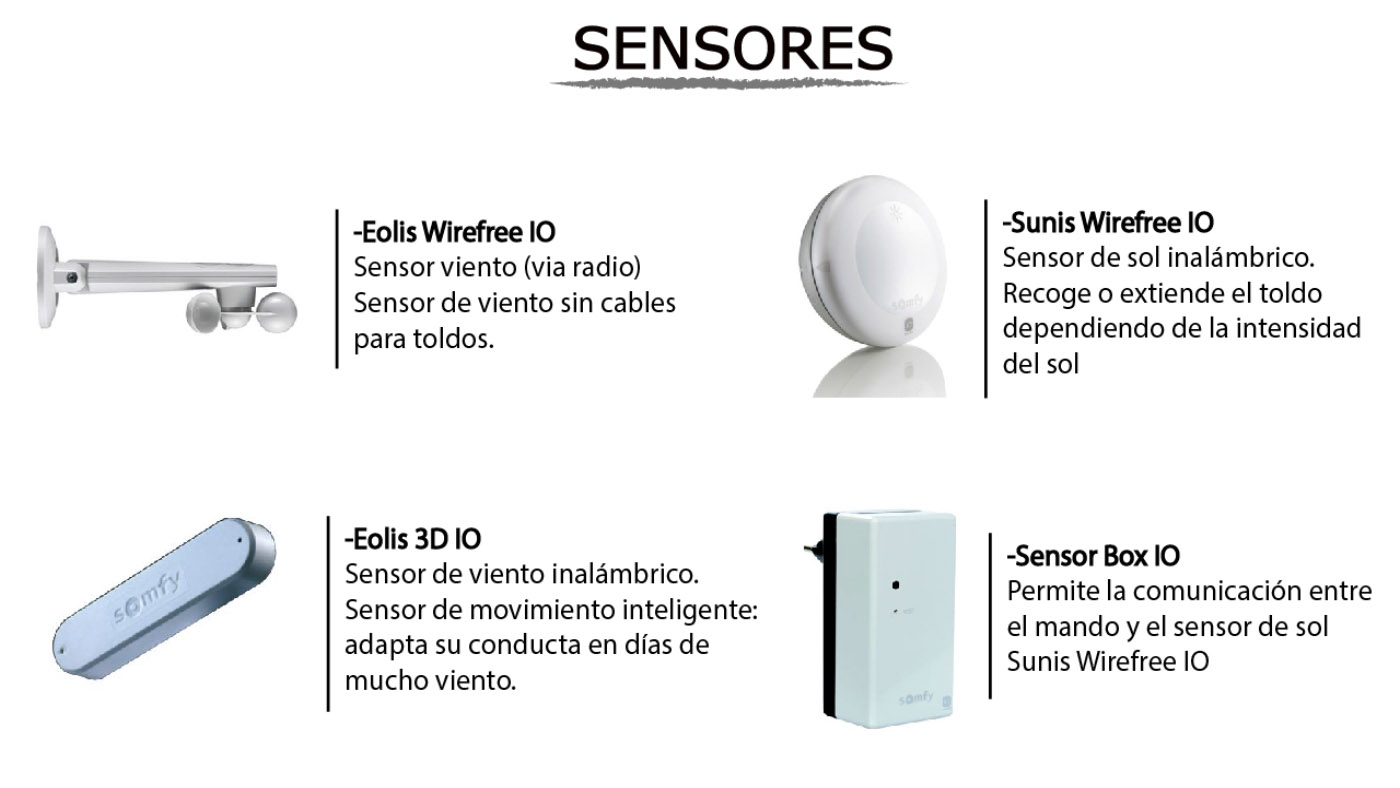 SENSORES
-Eolis Wirefree IO
Sensor viento (via radio)
Sensor de viento sin cables
para toldos.
somfy
-Sunis Wirefree IO
Sensor de sol inalámbrico.
Recoge o extiende el toldo
dependiendo de la intensidad
del sol
somfy
-Eolis 3D IO
Sensor de viento inalámbrico.
Sensor de movimiento inteligente:
adapta su conducta en días de
mucho viento.
somfy
-Sensor Box IO
Permite la comunicación entre
el mando y el sensor de sol
Sunis Wirefree IO